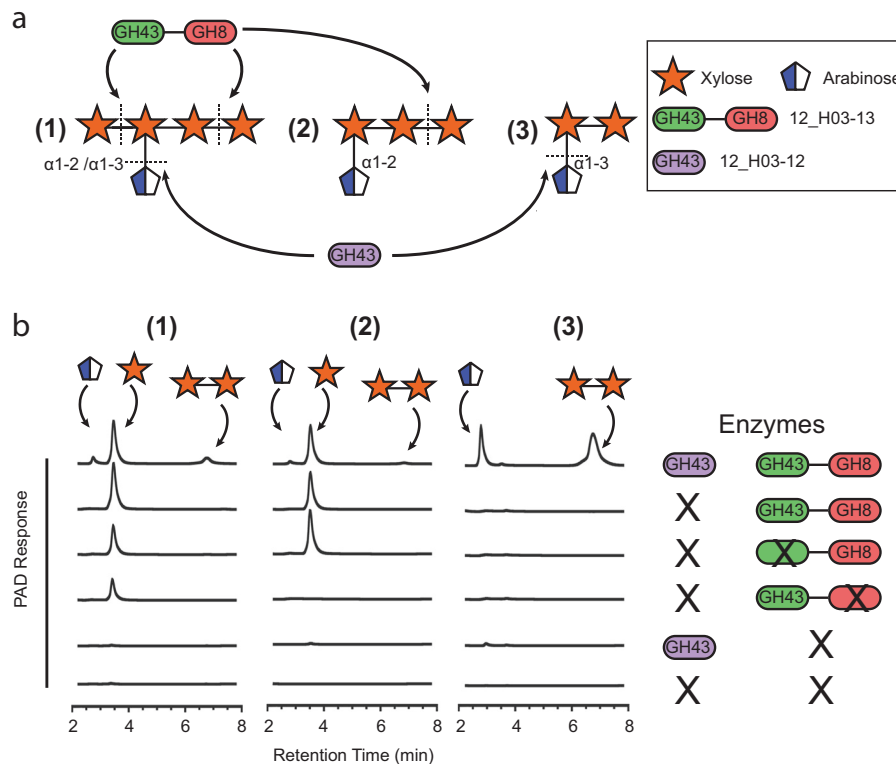 a
GH43 GH8
(1) (2) (3)
α1-2 /α1-3 α1-2 α1-3
GH43
Xylose Arabinose
GH43 GH8 12_H03-13
GH43 12_H03-12
b
(1) (2) (3)
Enzymes
GH43 GH43 GH8
X GH43 GH8
X X GH8
X GH43 X
GH43 X
X X
PAD Response
2 4 6 8 2 4 6 8 2 4 6 8
Retention Time (min)